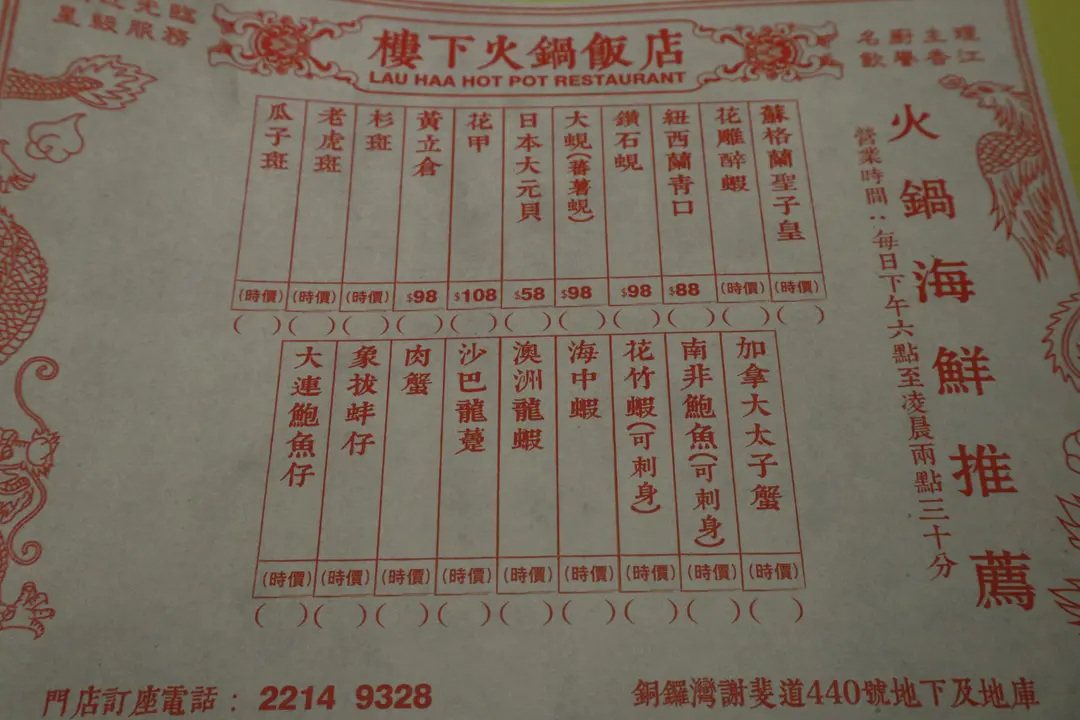 名廚主理
飲譽香江
樓下火鍋飯店
LAU HAA HOT POT RESTAURANT
星級服務
火鍋海鮮推薦
營業時間：每日下午六點至凌晨兩點三十分
蘇格蘭聖子皇 (時價) ( )
花雕醉蝦 (時價) ( )
紐西蘭青口 $88 ( )
鑽石蜆 $98 ( )
大蜆(蕃薯蜆) $98 ( )
日本大元貝 $58 ( )
花甲 $108 ( )
黃立倉 $98 ( )
杉斑 (時價) ( )
老虎斑 (時價) ( )
瓜子斑 (時價) ( )
加拿大太子蟹 (時價) ( )
南非鮑魚(可刺身) (時價) ( )
花竹蝦(可刺身) (時價) ( )
海中蝦 (時價) ( )
澳洲龍蝦 (時價) ( )
沙巴龍躉 (時價) ( )
肉蟹 (時價) ( )
象拔蚌仔 (時價) ( )
大連鮑魚仔 (時價) ( )
門店訂座電話：2214 9328
銅鑼灣謝斐道440號地下及地庫